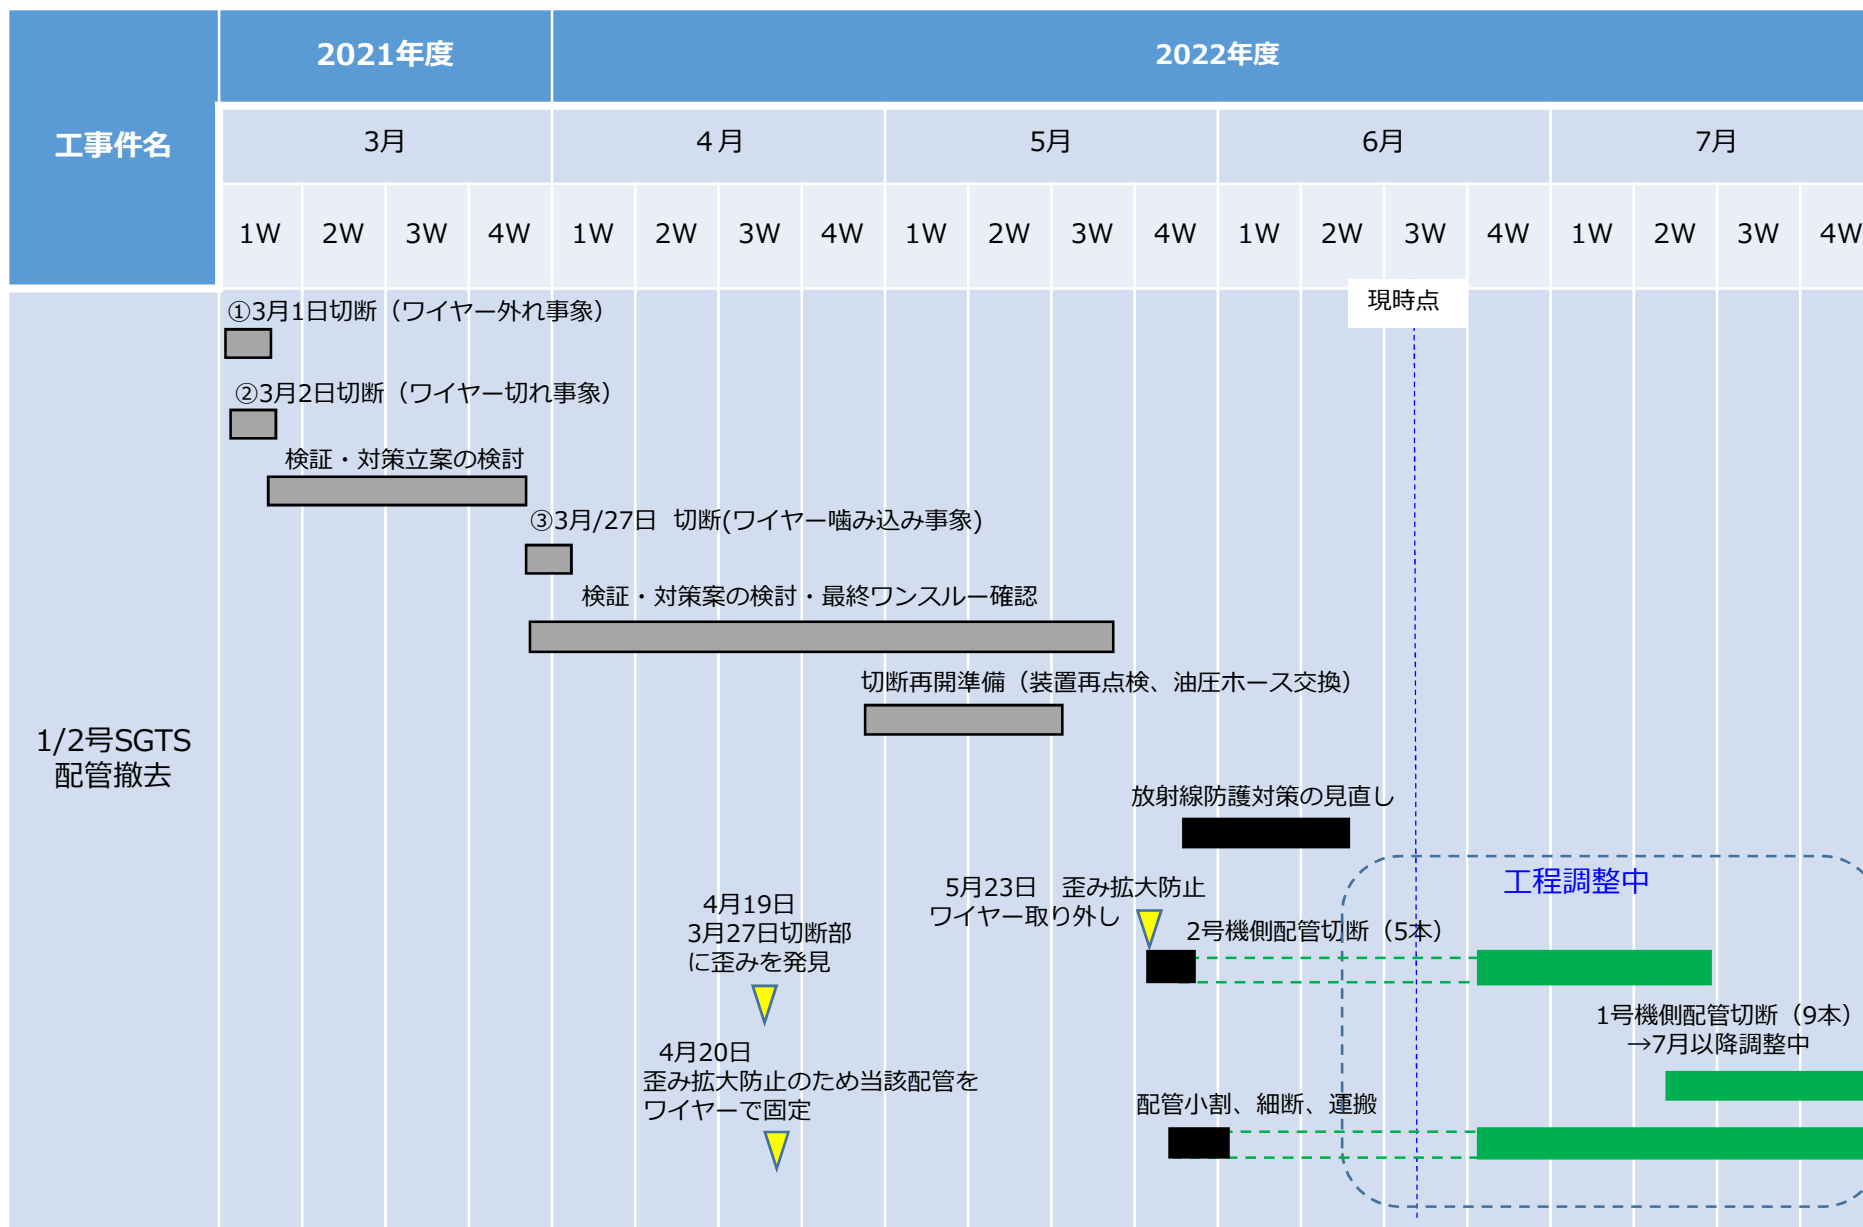 工事件名
2021年度
2022年度
3月
４月
5月
6月
7月
1W 2W 3W 4W 1W 2W 3W 4W 1W 2W 3W 4W 1W 2W 3W 4W 1W 2W 3W 4W
現時点
①3月1日切断（ワイヤー外れ事象）
②3月2日切断（ワイヤー切れ事象）
検証・対策立案の検討
③3月/27日 切断(ワイヤー噛み込み事象)
検証・対策案の検討・最終ワンスルー確認
切断再開準備（装置再点検、油圧ホース交換）
1/2号SGTS
配管撤去
放射線防護対策の見直し
工程調整中
5月23日　歪み拡大防止
ワイヤー取り外し
4月19日
3月27日切断部
に歪みを発見
2号機側配管切断（5本）
1号機側配管切断（9本）
→7月以降調整中
4月20日
歪み拡大防止のため当該配管を
ワイヤーで固定
配管小割、細断、運搬